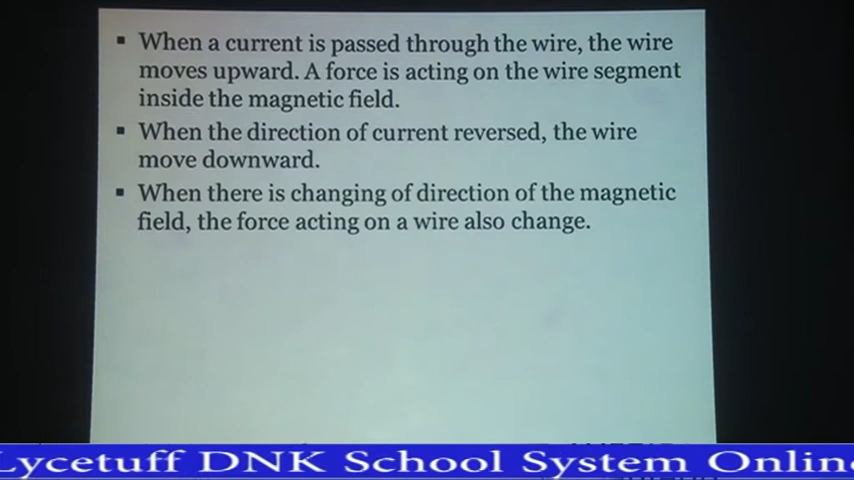 ▪ When a current is passed through the wire, the wire
moves upward. A force is acting on the wire segment
inside the magnetic field.
▪ When the direction of current reversed, the wire
move downward.
▪ When there is changing of direction of the magnetic
field, the force acting on a wire also change.
Lycetuff DNK School System Online